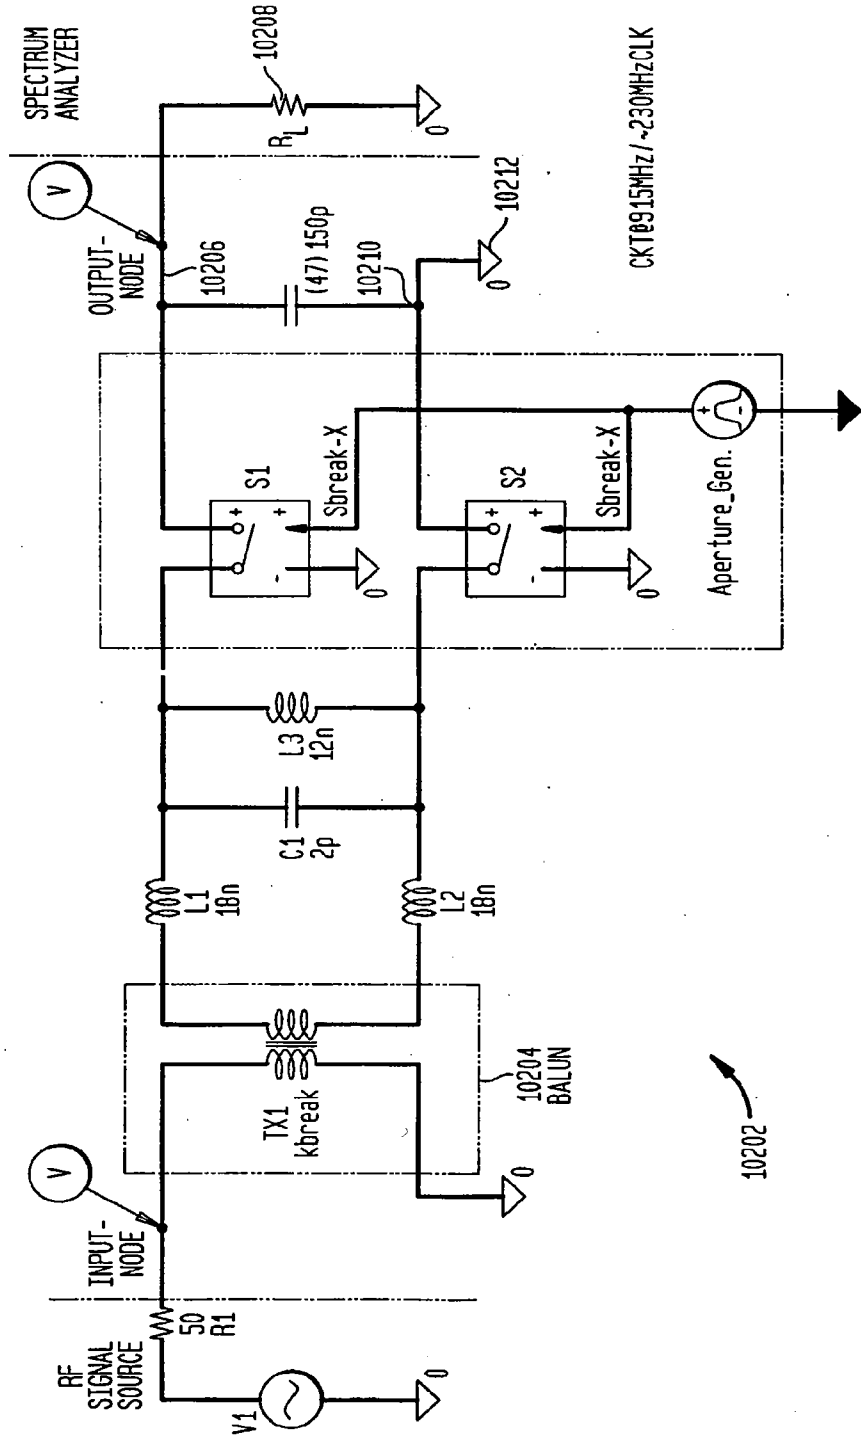 SPECTRUM
ANALYZER
10208
R_L
0
V
OUTPUT-
NODE
10206
(47) 150p
10210
10212
0
CKT@915MHz/~230MHzCLK
S1
+
+
-
Sbreak-X
0
S2
+
+
-
Sbreak-X
0
Aperture_Gen.
+
-
L3
12n
C1
2p
L1
18n
L2
18n
TX1
kbreak
10204
BALUN
10202
V
INPUT-
NODE
0
50
R1
RF
SIGNAL
SOURCE
V1
0